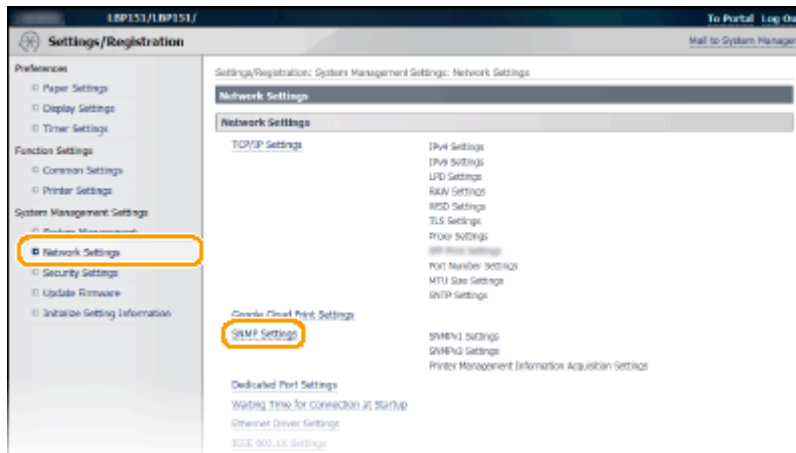 LBP151/LBP151/
To Portal Log Ou
Settings/Registration
Mail to System Manager
Preferences
Paper Settings
Display Settings
Timer Settings
Function Settings
Common Settings
Printer Settings
System Management Settings
System Management
Network Settings
Security Settings
Update Firmware
Initialize Setting Information
Settings/Registration: System Management Settings: Network Settings
Network Settings
Network Settings
TCP/IP Settings
IPv4 Settings
IPv6 Settings
LPD Settings
RAW Settings
WSD Settings
TLS Settings
Proxy Settings
Port Number Settings
MTU Size Settings
SNTP Settings
Google Cloud Print Settings
SNMP Settings
SNMPv1 Settings
SNMPv3 Settings
Printer Management Information Acquisition Settings
Dedicated Port Settings
Waiting Time for Connection at Startup
Ethernet Driver Settings
IEEE 802.1X Settings